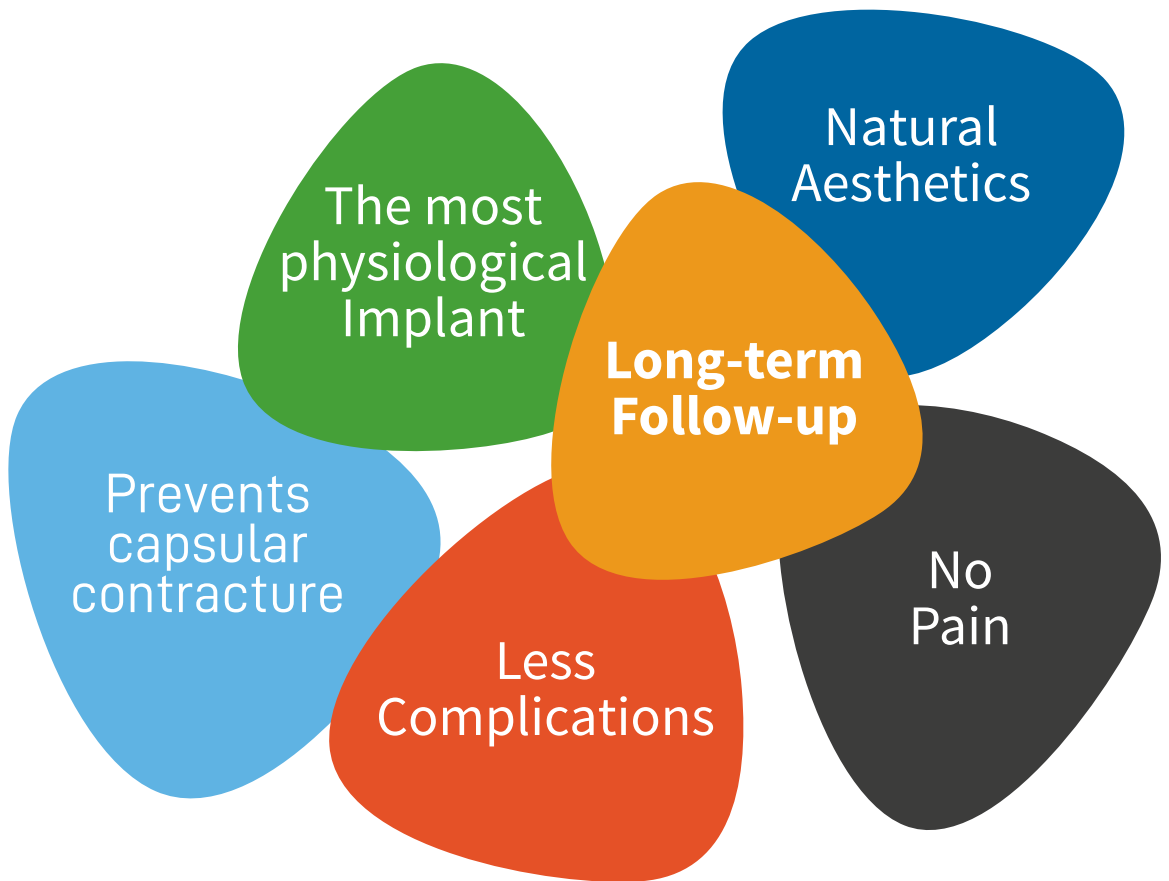 Natural
Aesthetics
The most
physiological
Implant
Long-term
Follow-up
Prevents
capsular
contracture
No
Pain
Less
Complications